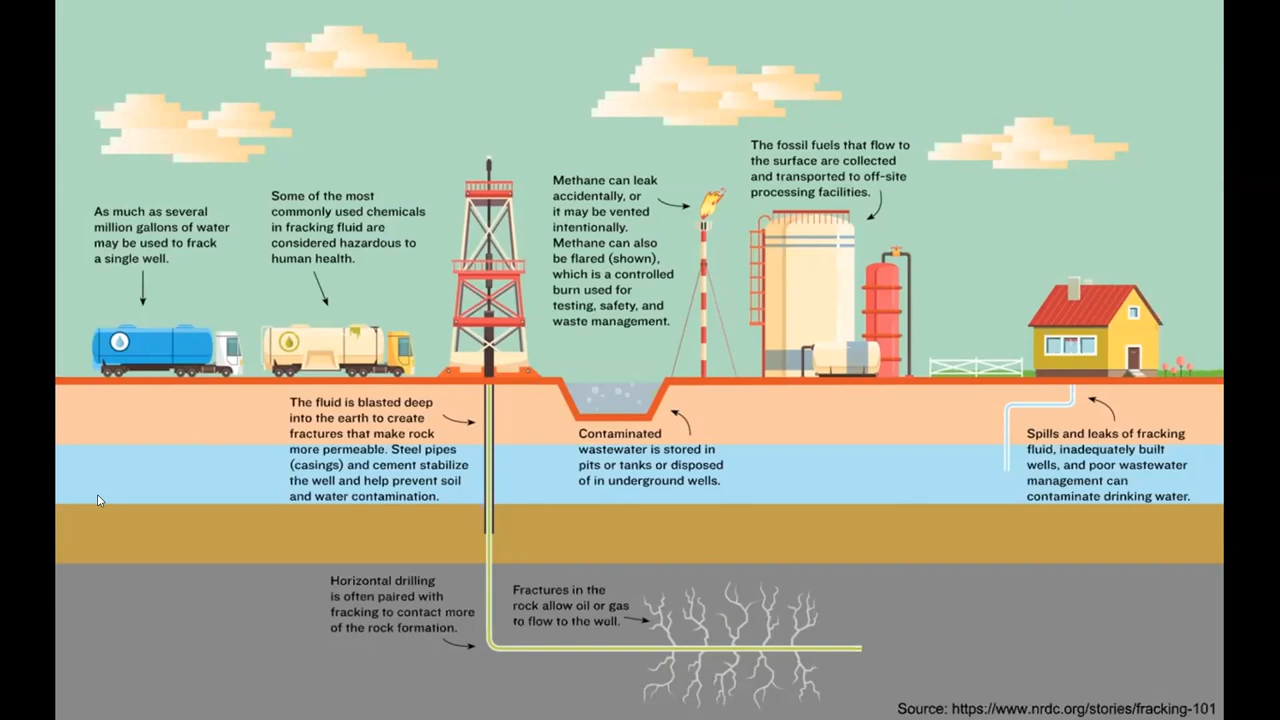 As much as several
million gallons of water
may be used to frack
a single well.
Some of the most
commonly used chemicals
in fracking fluid are
considered hazardous to
human health.
Methane can leak
accidentally, or
it may be vented
intentionally.
Methane can also
be flared (shown),
which is a controlled
burn used for
testing, safety, and
waste management.
The fossil fuels that flow to
the surface are collected
and transported to off-site
processing facilities.
The fluid is blasted deep
into the earth to create
fractures that make rock
more permeable. Steel pipes
(casings) and cement stabilize
the well and help prevent soil
and water contamination.
Contaminated
wastewater is stored in
pits or tanks or disposed
of in underground wells.
Spills and leaks of fracking
fluid, inadequately built
wells, and poor wastewater
management can
contaminate drinking water.
Horizontal drilling
is often paired with
fracking to contact more
of the rock formation.
Fractures in the
rock allow oil or gas
to flow to the well.
Source: https://www.nrdc.org/stories/fracking-101